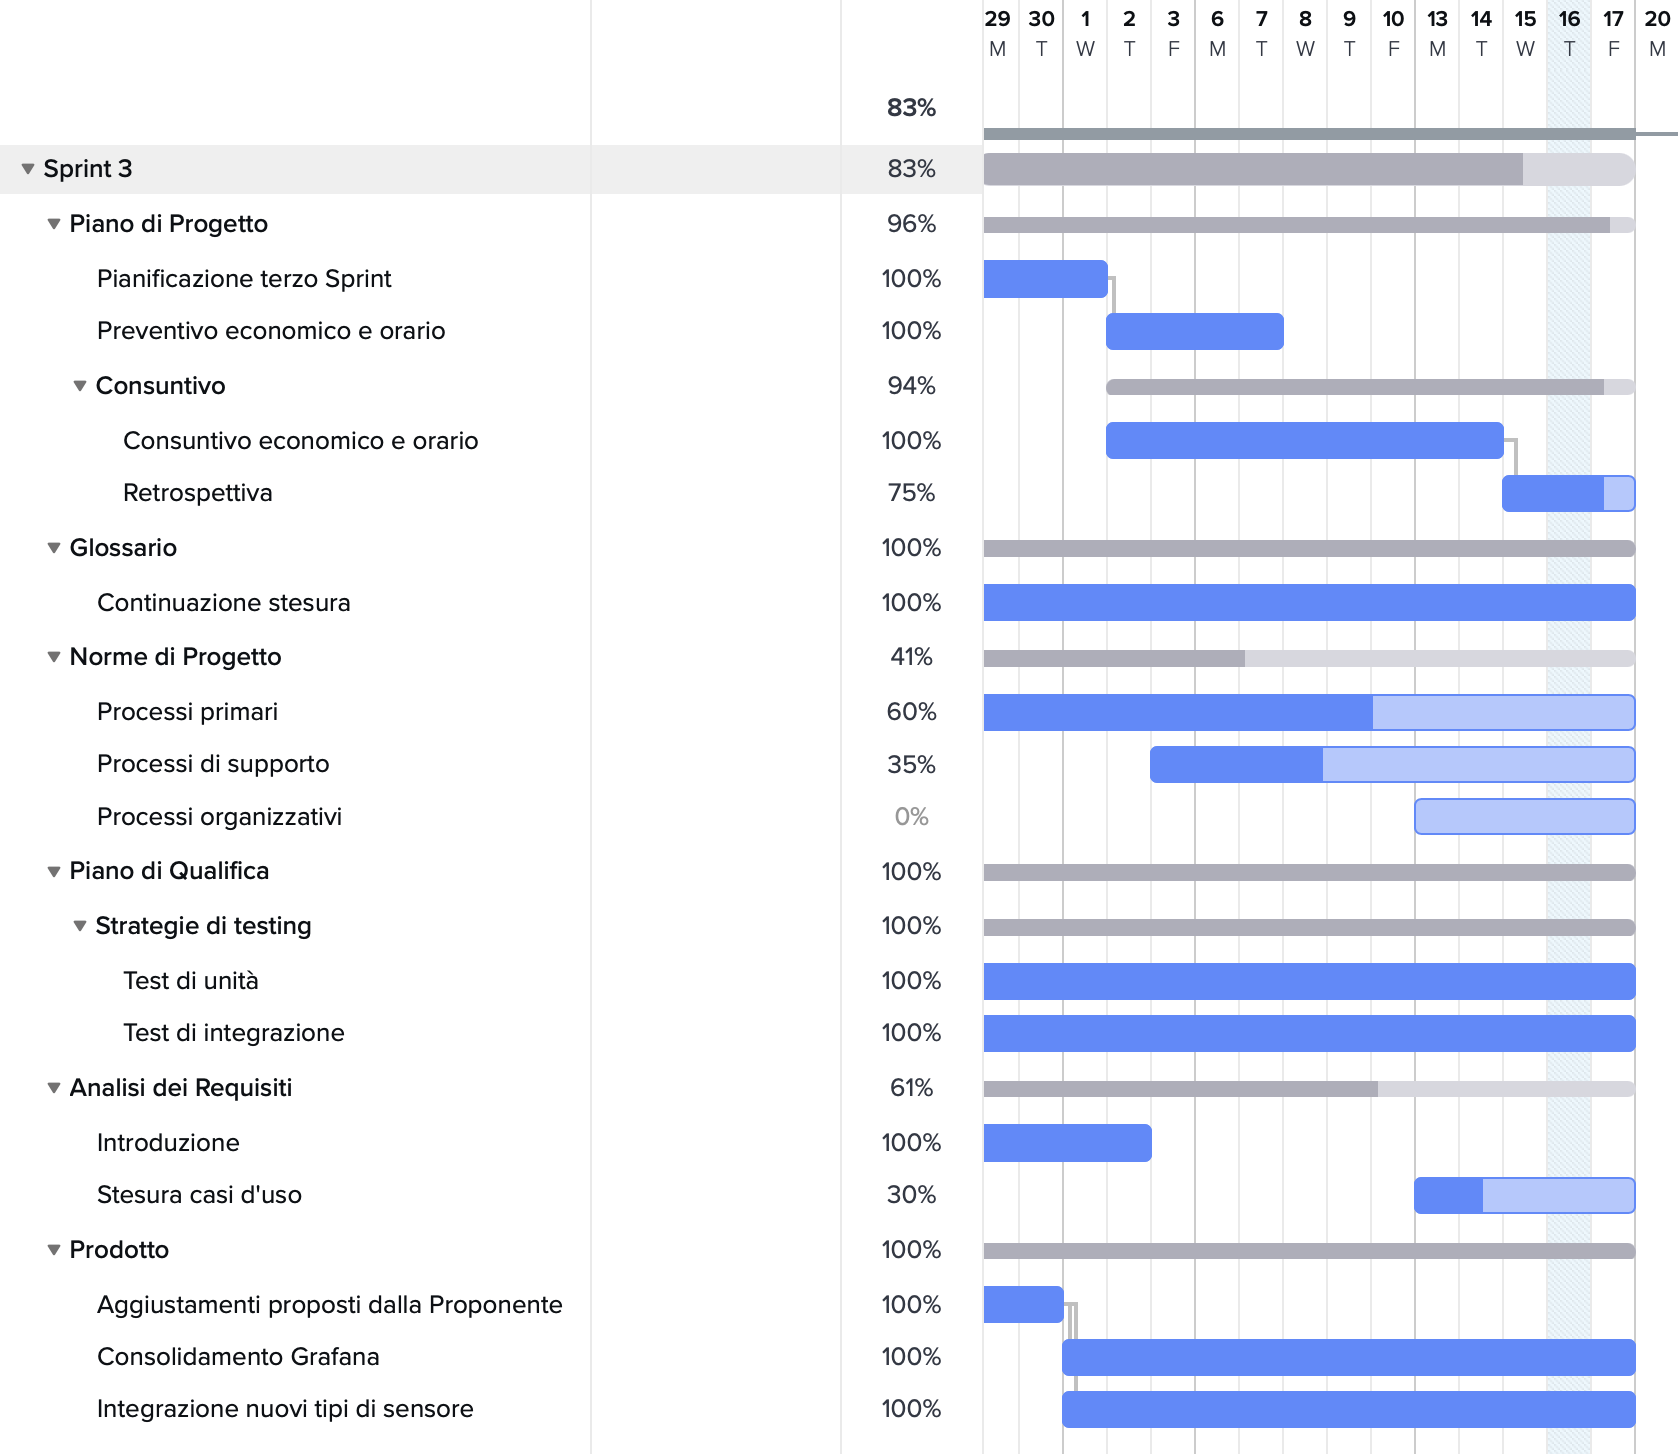 29 30 1 2 3 6 7 8 9 10 13 14 15 16 17 20
M T W T F M T W T F M T W T F M
83%
Sprint 3 83%
Piano di Progetto 96%
Pianificazione terzo Sprint 100%
Preventivo economico e orario 100%
Consuntivo 94%
Consuntivo economico e orario 100%
Retrospettiva 75%
Glossario 100%
Continuazione stesura 100%
Norme di Progetto 41%
Processi primari 60%
Processi di supporto 35%
Processi organizzativi 0%
Piano di Qualifica 100%
Strategie di testing 100%
Test di unità 100%
Test di integrazione 100%
Analisi dei Requisiti 61%
Introduzione 100%
Stesura casi d'uso 30%
Prodotto 100%
Aggiustamenti proposti dalla Proponente 100%
Consolidamento Grafana 100%
Integrazione nuovi tipi di sensore 100%